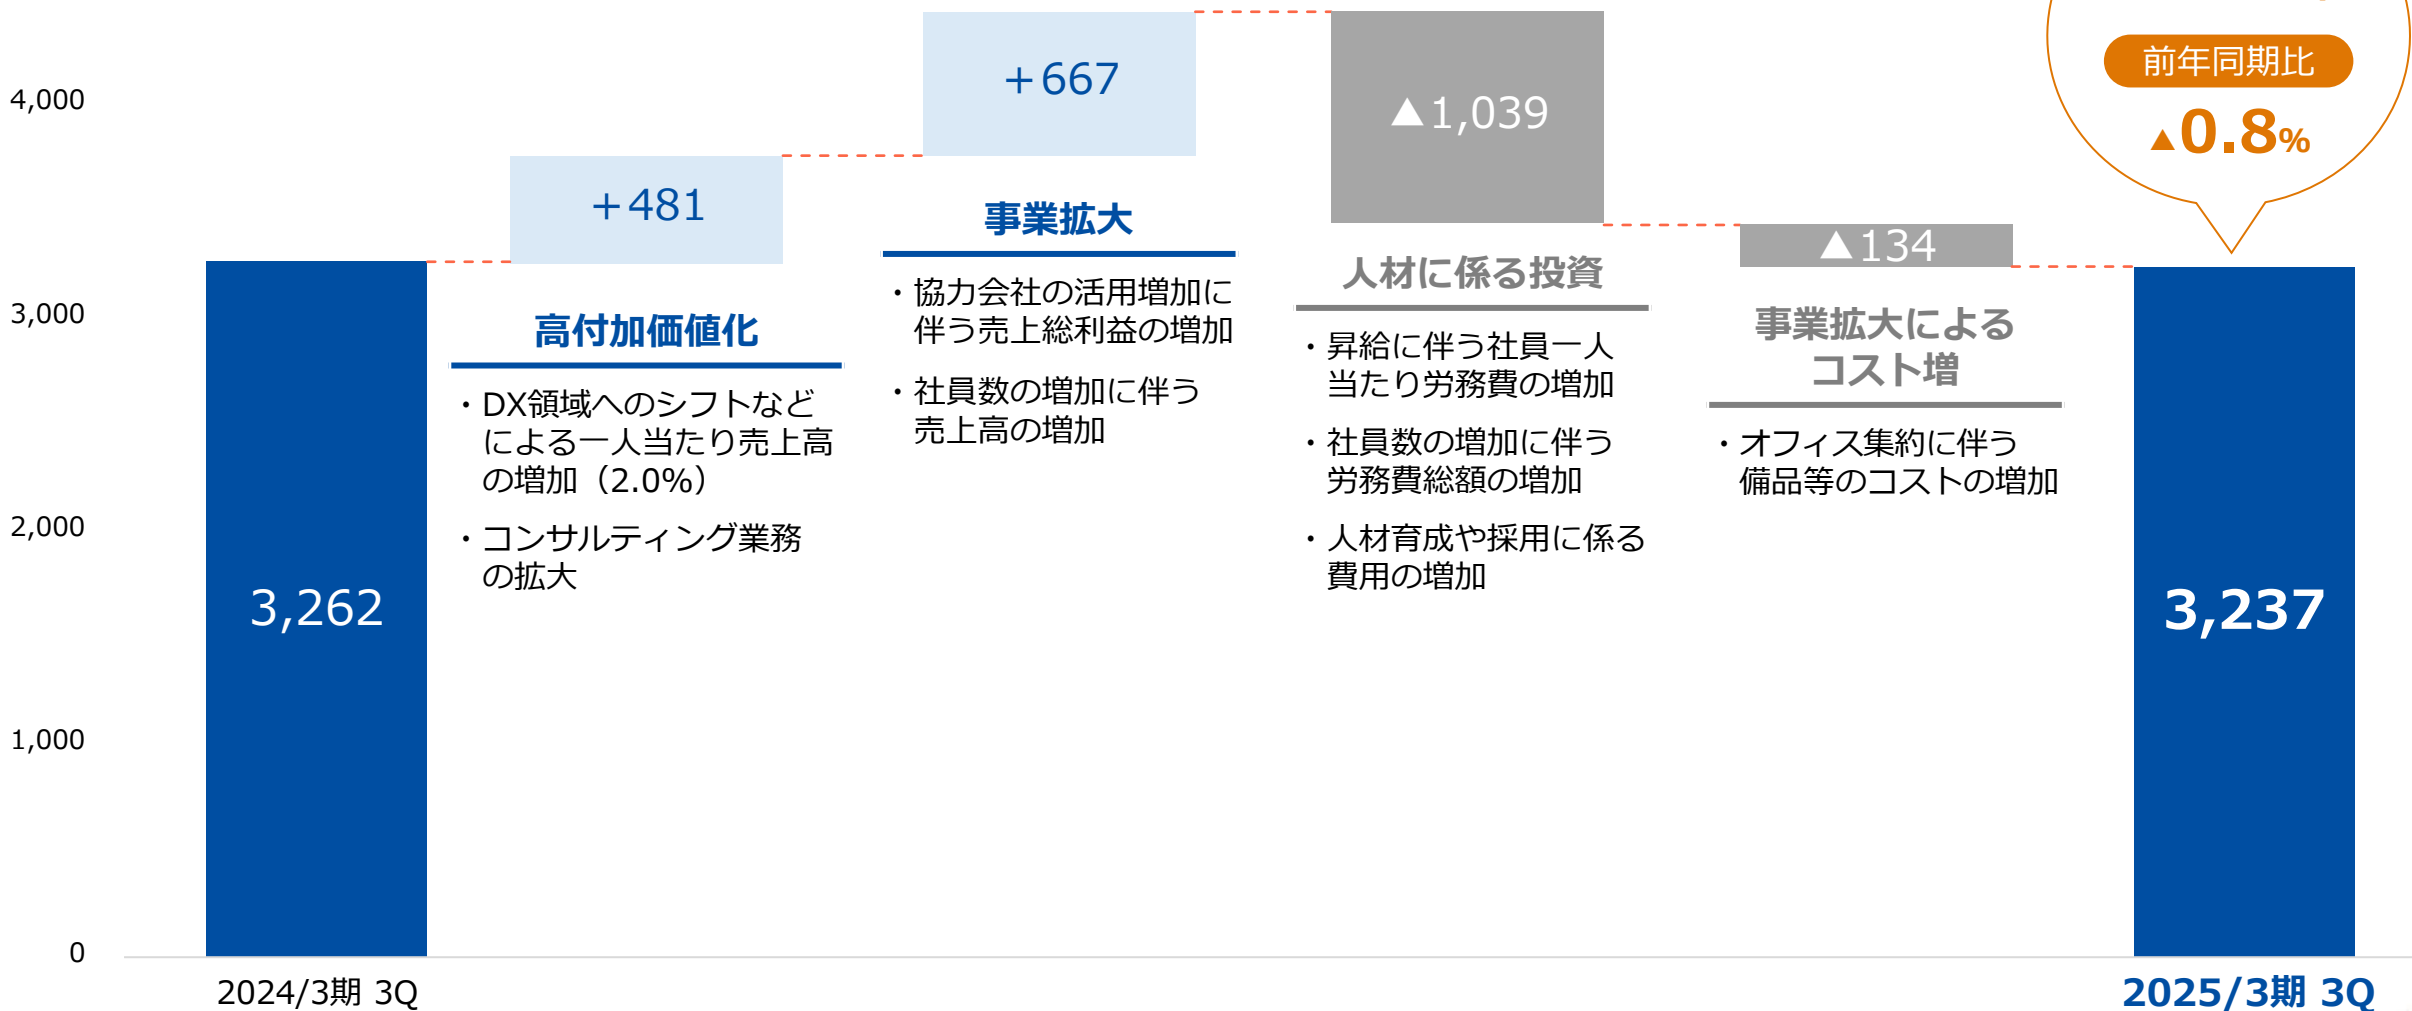 4,000
3,000
2,000
1,000
0
3,262
2024/3期 3Q
+481
高付加価値化
・DX領域へのシフトなど
による一人当たり売上高
の増加（2.0%）
・コンサルティング業務
の拡大
+667
事業拡大
・協力会社の活用増加に
伴う売上総利益の増加
・社員数の増加に伴う
売上高の増加
▲1,039
人材に係る投資
・昇給に伴う社員一人
当たり労務費の増加
・社員数の増加に伴う
労務費総額の増加
・人材育成や採用に係る
費用の増加
▲134
事業拡大による
コスト増
・オフィス集約に伴う
備品等のコストの増加
前年同期比
▲0.8%
3,237
2025/3期 3Q